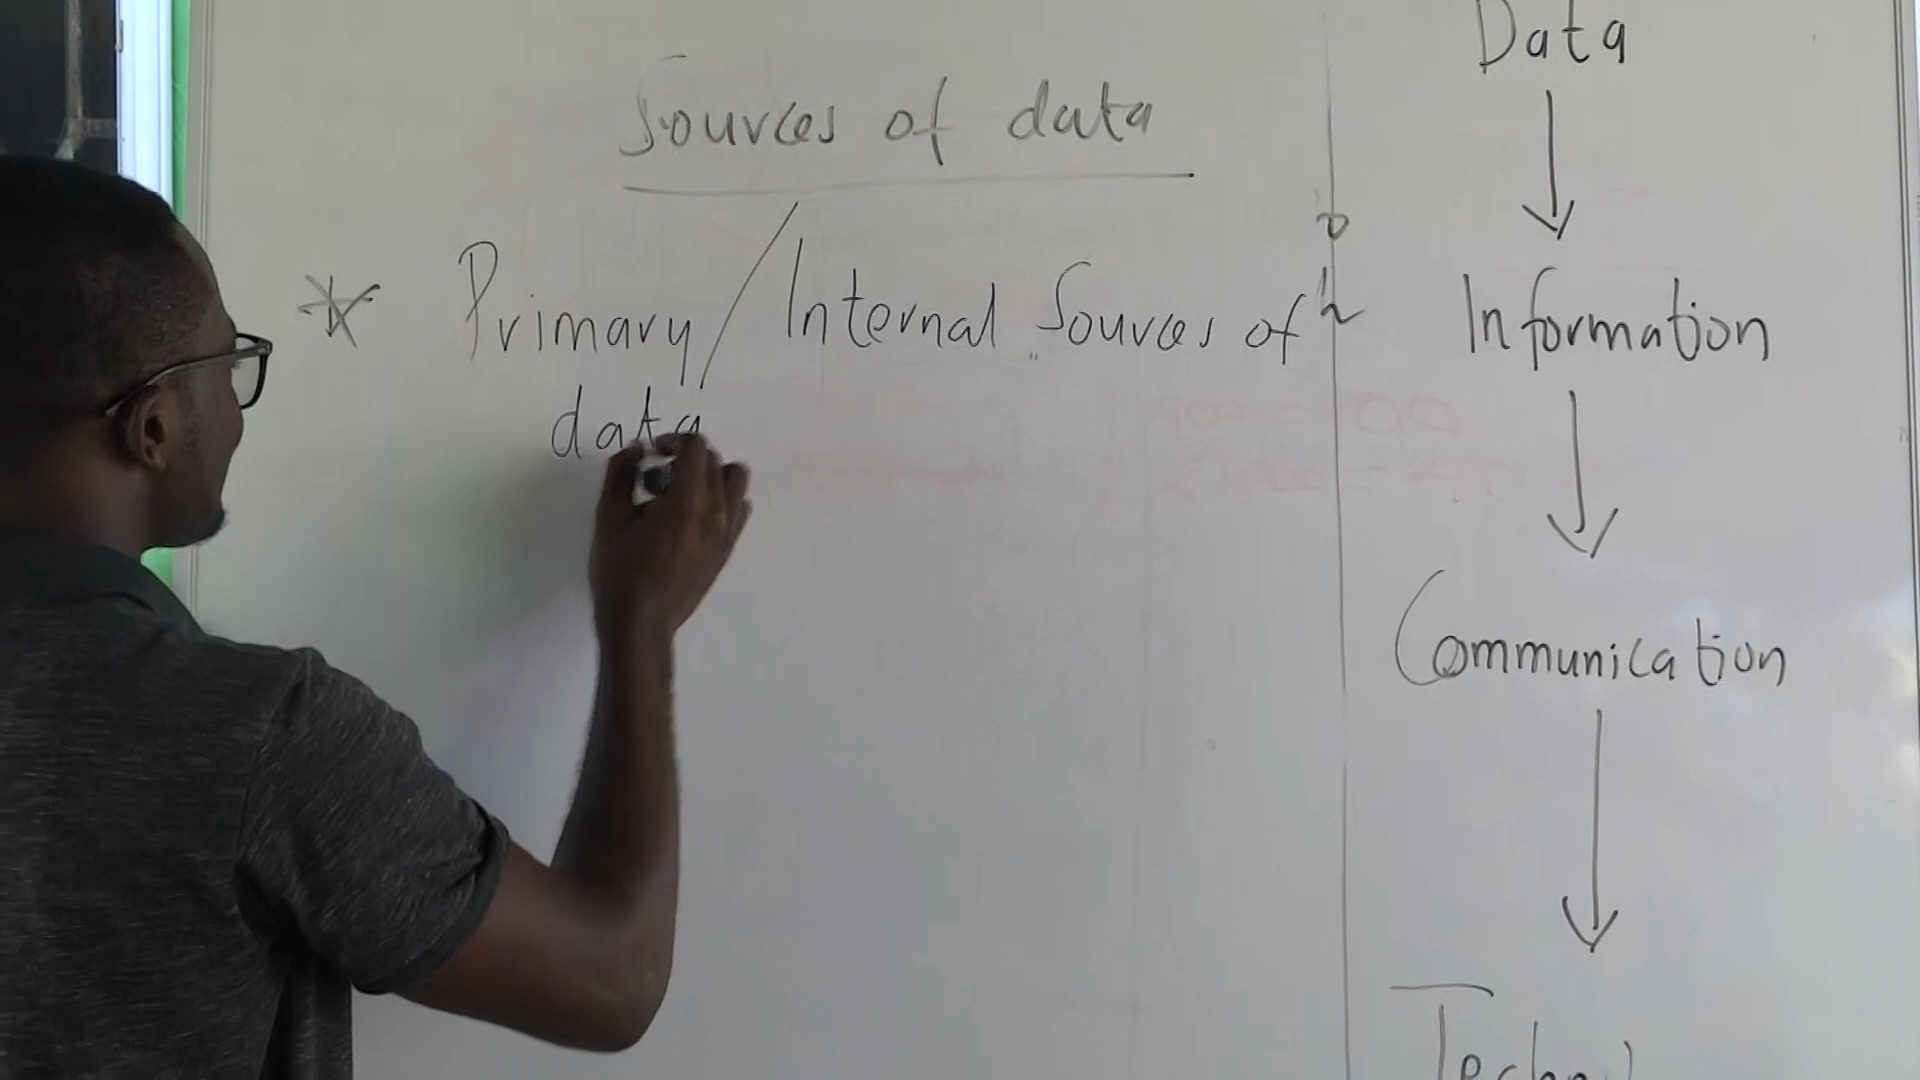 Sources of data
* Primary/Internal Sources of
data
Data
↓
Information
↓
Communication
↓